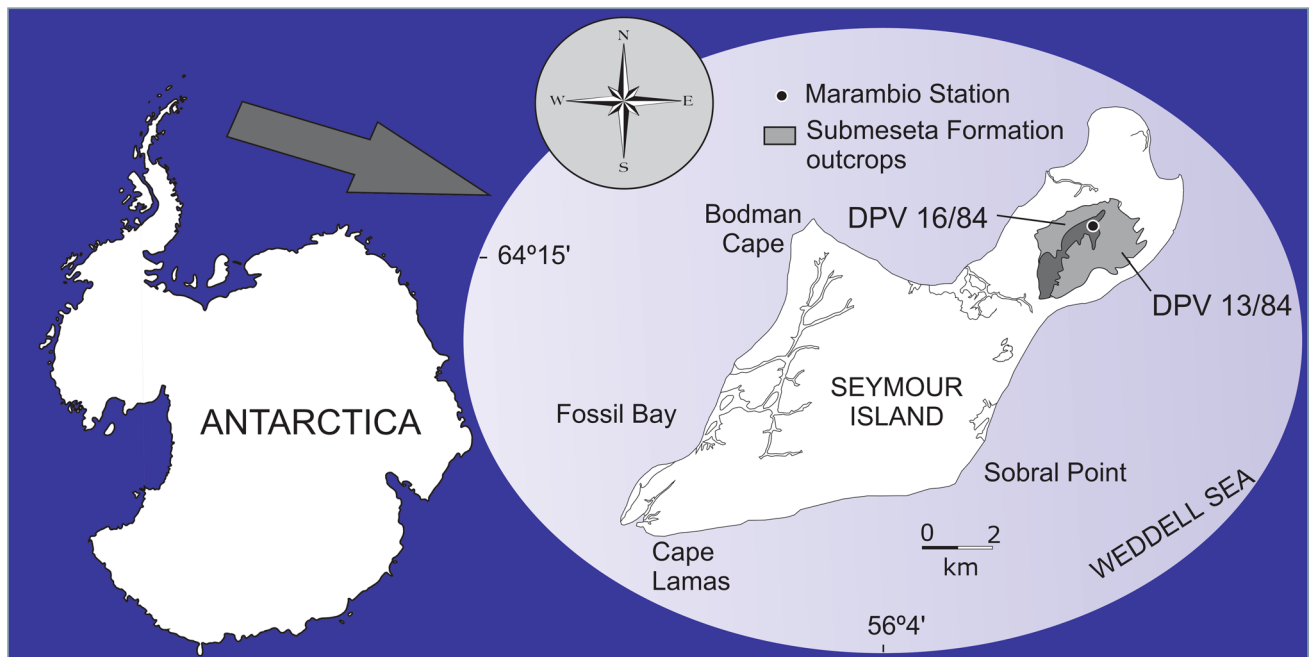 N
W
E
S
Marambio Station
Submeseta Formation
outcrops
Bodman
Cape
DPV 16/84
64º15'
DPV 13/84
ANTARCTICA
SEYMOUR
ISLAND
Fossil Bay
Sobral Point
0 2
km
WEDDELL SEA
Cape
Lamas
56º4'